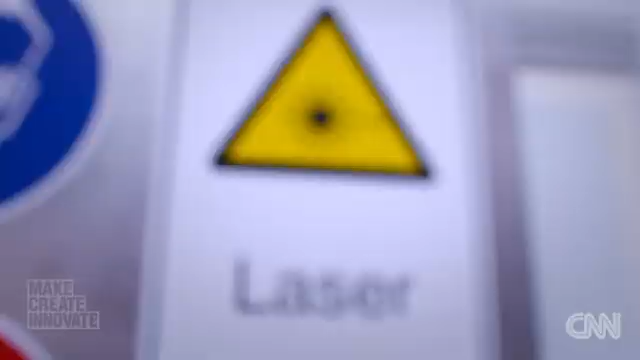 Laser
MAKE
CREATE
INNOVATE
CNN